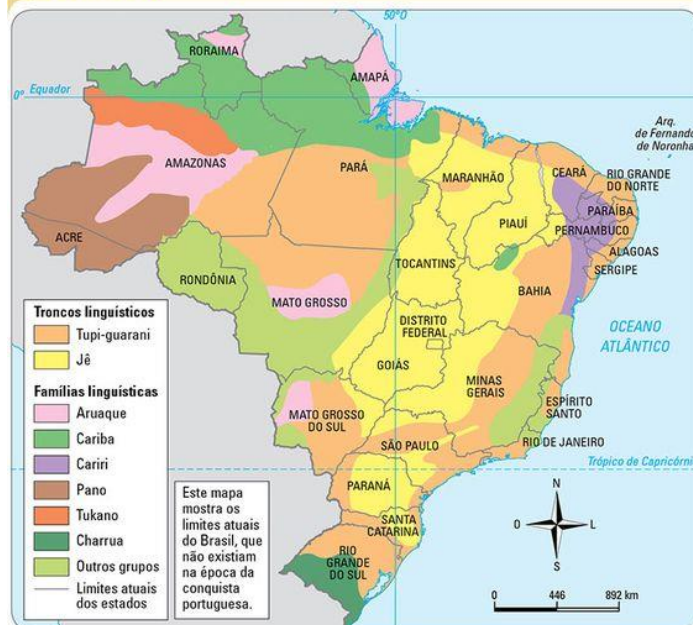 50°O
RORAIMA
AMAPÁ
0°
Equador
Arq.
de Fernando
de Noronha
AMAZONAS
PARÁ
MARANHÃO
CEARÁ
RIO GRANDE
DO NORTE
PARAÍBA
PIAUÍ
PERNAMBUCO
ACRE
ALAGOAS
SERGIPE
TOCANTINS
RONDÔNIA
BAHIA
MATO GROSSO
DISTRITO
FEDERAL
OCEANO
ATLÂNTICO
GOIÁS
MINAS
GERAIS
ESPÍRITO
SANTO
MATO GROSSO
DO SUL
SÃO PAULO
RIO DE JANEIRO
Trópico de Capricórni
PARANÁ
SANTA
CATARINA
RIO
GRANDE
DO SUL
Troncos linguísticos
Tupi-guarani
Jê
Famílias linguísticas
Aruaque
Cariba
Cariri
Pano
Tukano
Charrua
Outros grupos
Limites atuais
dos estados
Este mapa
mostra os
limites atuais
do Brasil, que
não existiam
na época da
conquista
portuguesa.
N
O
L
S
0 446 892 km